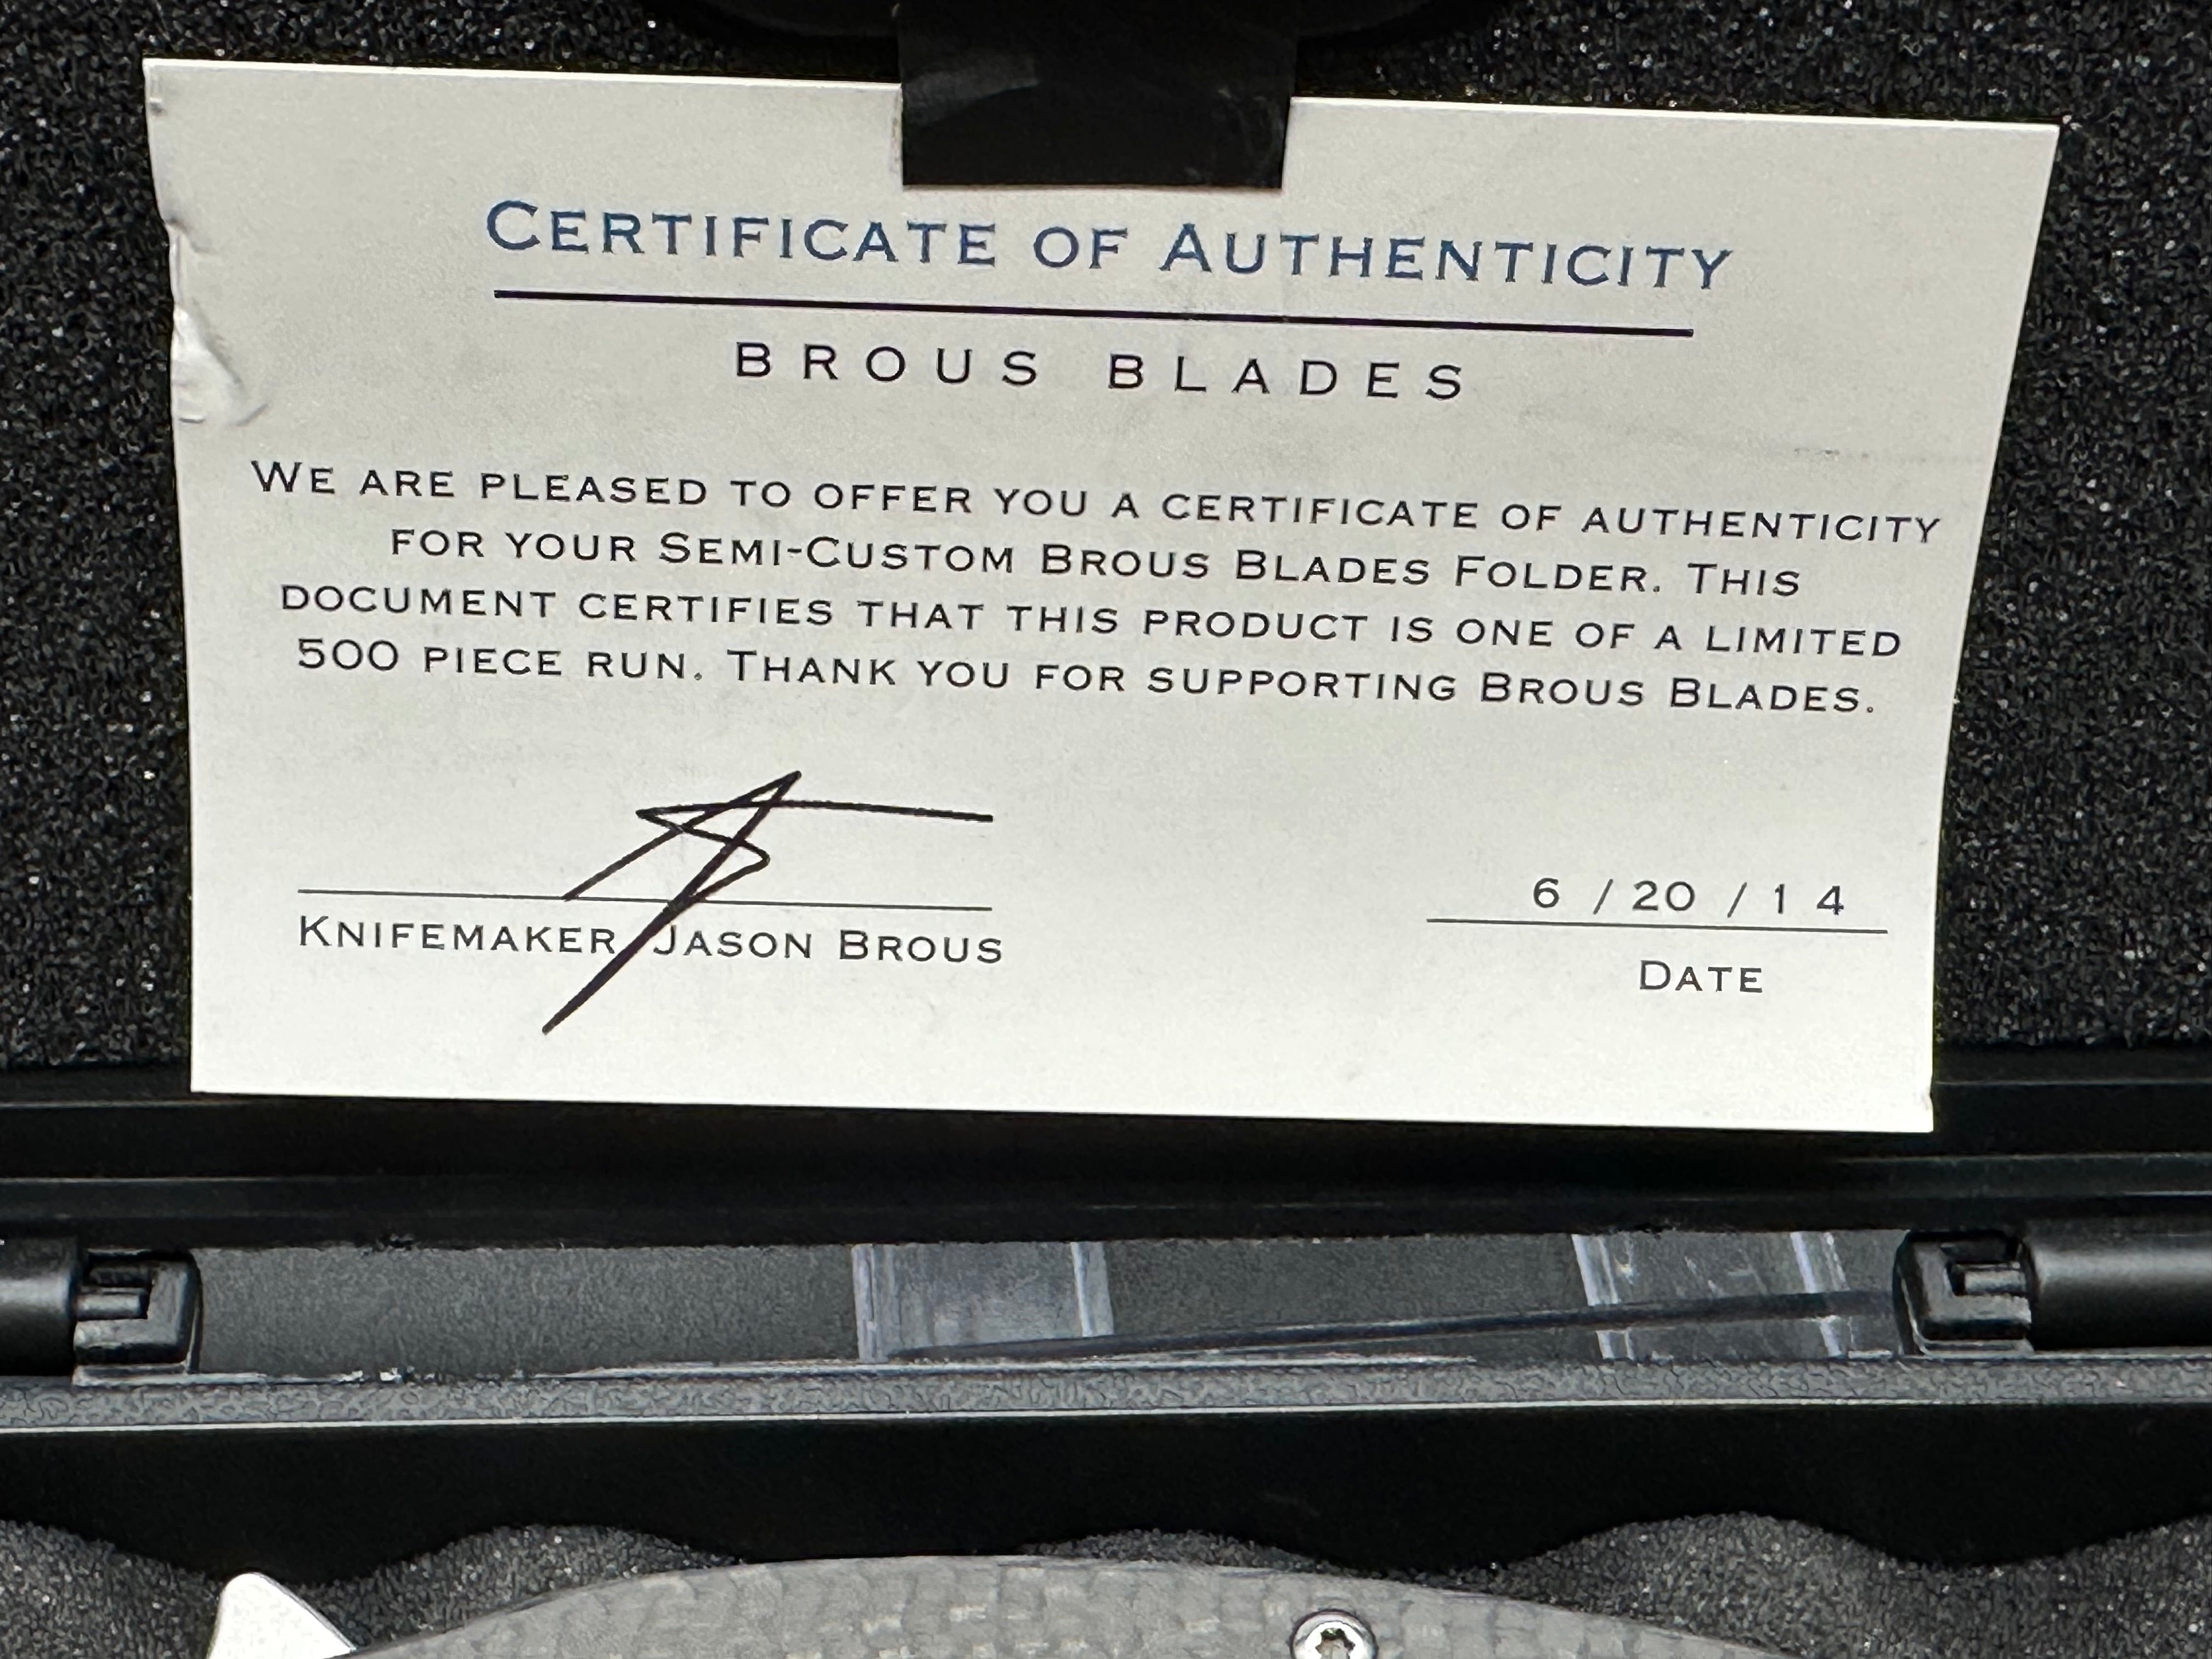 CERTIFICATE OF AUTHENTICITY
BROUS BLADES
WE ARE PLEASED TO OFFER YOU A CERTIFICATE OF AUTHENTICITY
FOR YOUR SEMI-CUSTOM BROUS BLADES FOLDER. THIS
DOCUMENT CERTIFIES THAT THIS PRODUCT IS ONE OF A LIMITED
500 PIECE RUN. THANK YOU FOR SUPPORTING BROUS BLADES.
6 / 20 / 1 4
KNIFEMAKER JASON BROUS
DATE